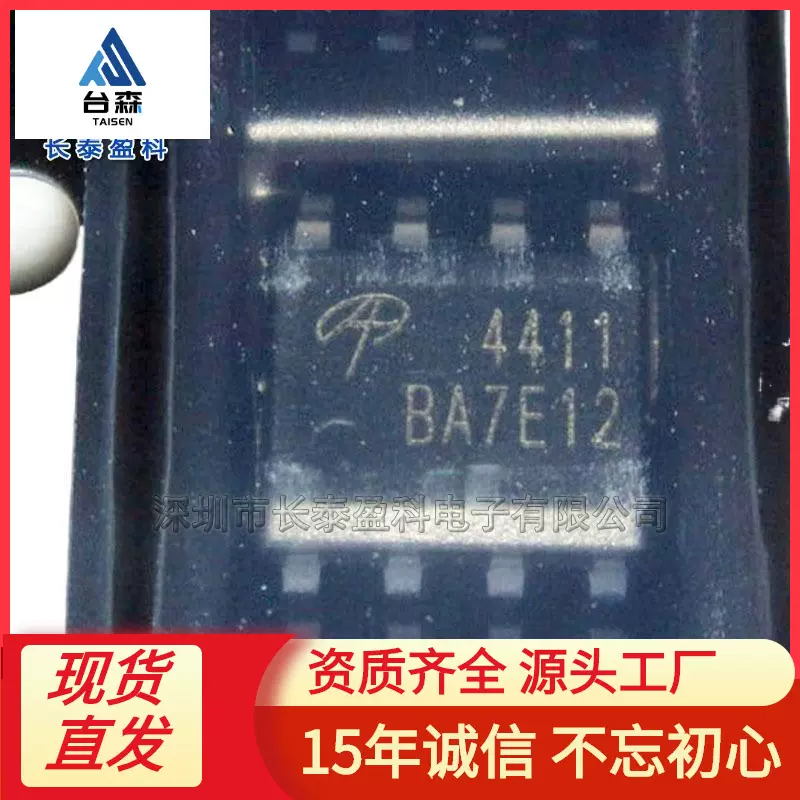 台森
TAISEN
长泰盈科
4411
BA7E12
深圳市长泰盈科电子有限公司
现货
直发
资质齐全 源头工厂
15年诚信 不忘初心